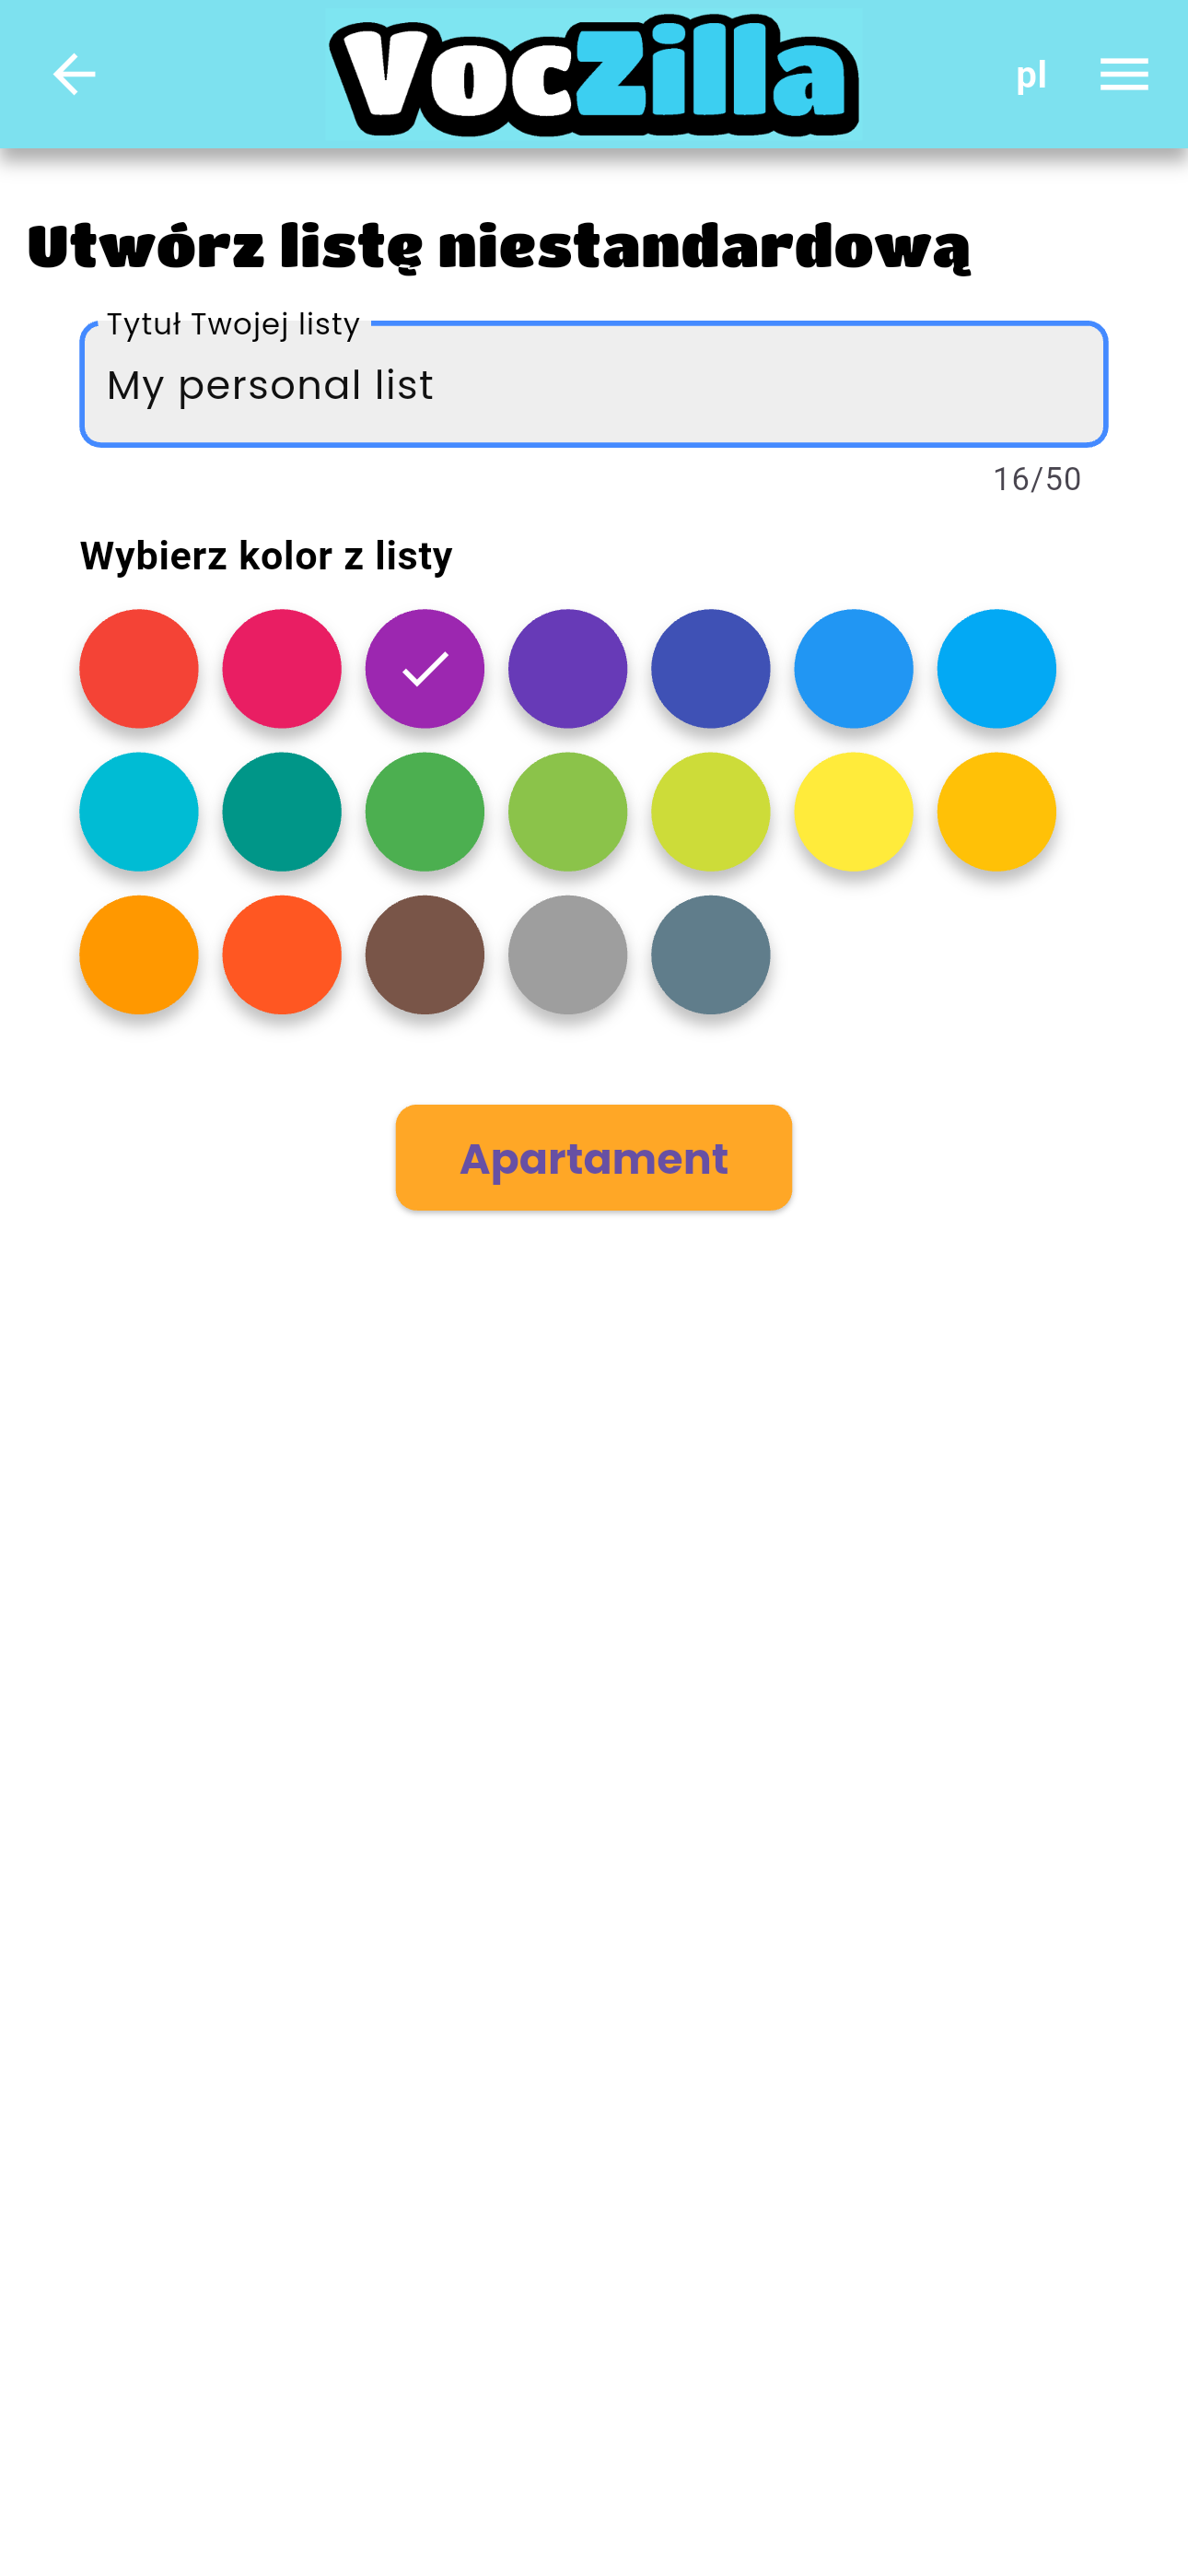 VocZilla
pl
Utwórz listę niestandardową
Tytuł Twojej listy
My personal list
16/50
Wybierz kolor z listy
Apartament